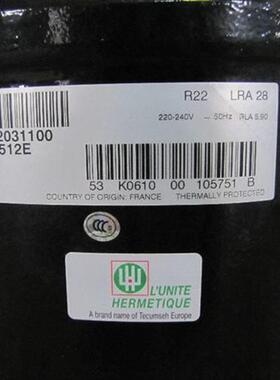 R22 LRA 28
220-240V ~ 50Hz RLA 5.90
2031100
512E
53 K0610 00 105751 B
COUNTRY OF ORIGIN: FRANCE THERMALLY PROTECTED
CCC
L'UNITE
HERMETIQUE
A brand name of Tecumseh Europe